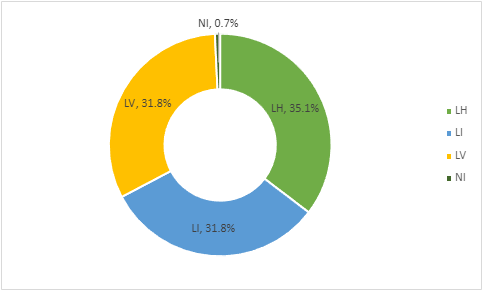 NI, 0.7%
LH, 35.1%
LV, 31.8%
LI, 31.8%
LH
LI
LV
NI